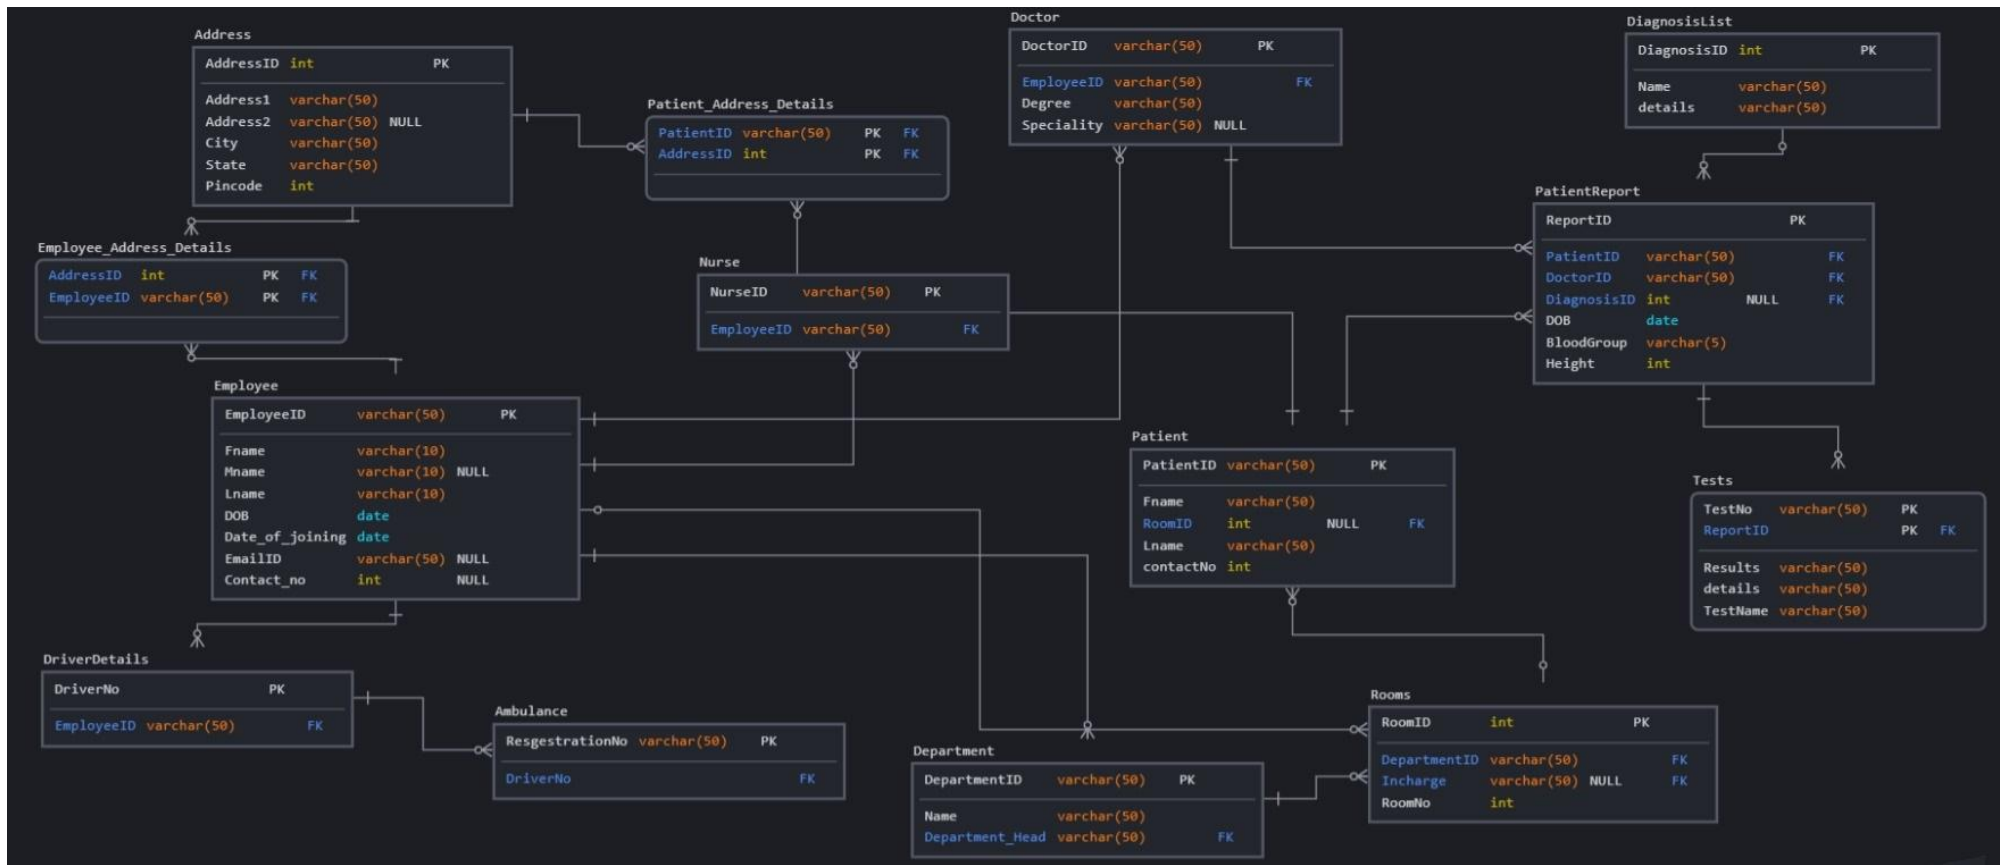 Address
AddressID int PK
Address1 varchar(50)
Address2 varchar(50) NULL
City varchar(50)
State varchar(50)
Pincode int
Patient_Address_Details
PatientID varchar(50) PK FK
AddressID int PK FK
Doctor
DoctorID varchar(50) PK
EmployeeID varchar(50) FK
Degree varchar(50)
Speciality varchar(50) NULL
DiagnosisList
DiagnosisID int PK
Name varchar(50)
details varchar(50)
PatientReport
ReportID PK
PatientID varchar(50) FK
DoctorID varchar(50) FK
DiagnosisID int NULL FK
DOB date
BloodGroup varchar(5)
Height int
Employee_Address_Details
AddressID int PK FK
EmployeeID varchar(50) PK FK
Nurse
NurseID varchar(50) PK
EmployeeID varchar(50) FK
Employee
EmployeeID varchar(50) PK
Fname varchar(10)
Mname varchar(10) NULL
Lname varchar(10)
DOB date
Date_of_joining date
EmailID varchar(50) NULL
Contact_no int NULL
Patient
PatientID varchar(50) PK
Fname varchar(50)
RoomID int NULL FK
Lname varchar(50)
contactNo int
Tests
TestNo varchar(50) PK
ReportID PK FK
Results varchar(50)
details varchar(50)
TestName varchar(50)
DriverDetails
DriverNo PK
EmployeeID varchar(50) FK
Ambulance
ResgestrationNo varchar(50) PK
DriverNo FK
Department
DepartmentID varchar(50) PK
Name varchar(50)
Department_Head varchar(50) FK
Rooms
RoomID int PK
DepartmentID varchar(50) FK
Incharge varchar(50) NULL FK
RoomNo int